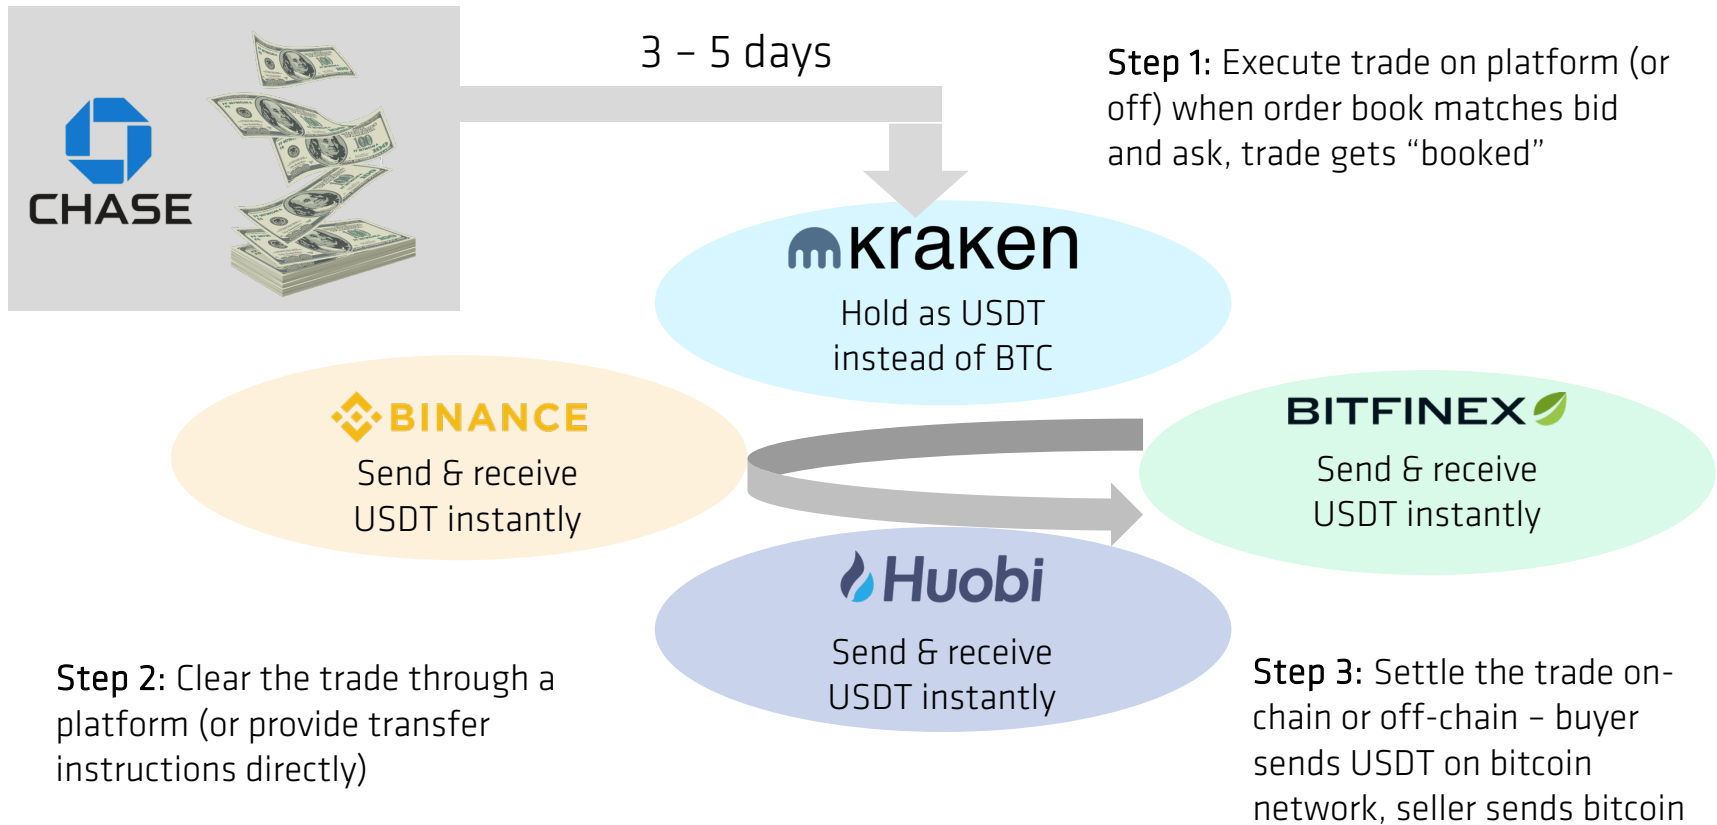 3 – 5 days
Step 1: Execute trade on platform (or
off) when order book matches bid
and ask, trade gets “booked”
CHASE
kraken
Hold as USDT
instead of BTC
BINANCE
Send & receive
USDT instantly
BITFINEX
Send & receive
USDT instantly
Huobi
Send & receive
USDT instantly
Step 2: Clear the trade through a
platform (or provide transfer
instructions directly)
Step 3: Settle the trade on-
chain or off-chain – buyer
sends USDT on bitcoin
network, seller sends bitcoin